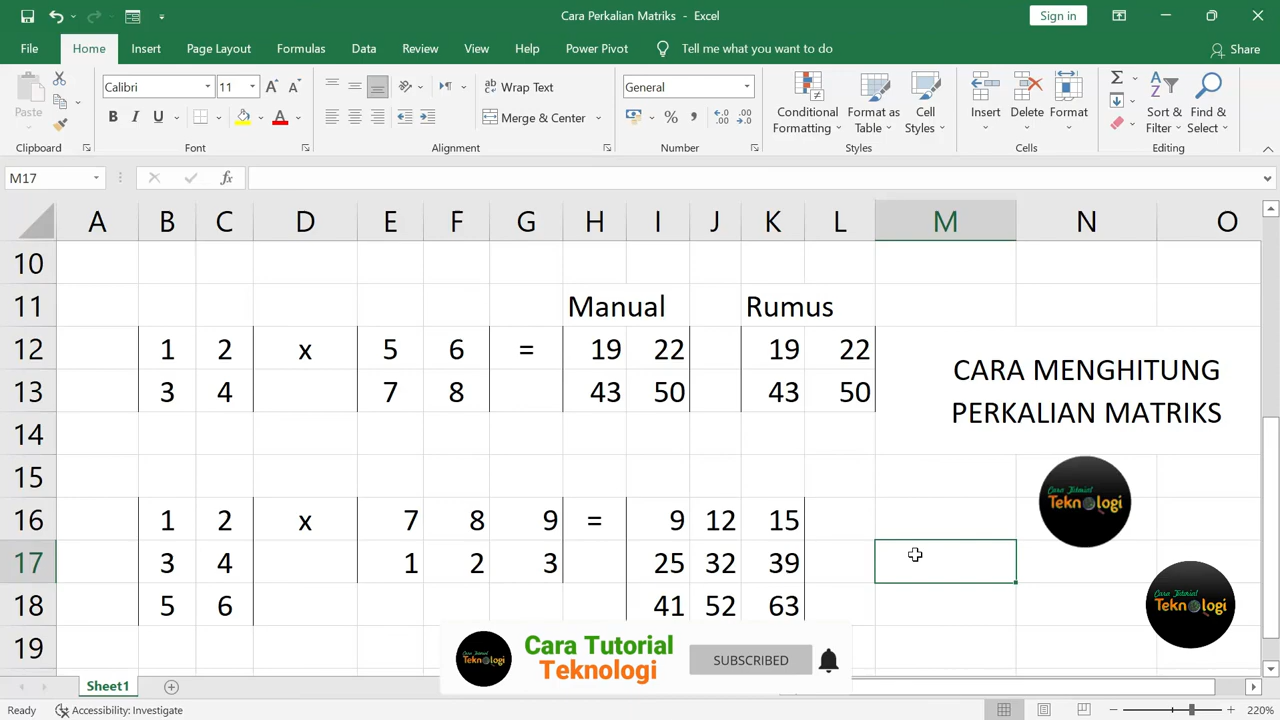 Cara Perkalian Matriks - Excel
Sign in
File Home Insert Page Layout Formulas Data Review View Help Power Pivot Tell me what you want to do Share
Paste
Calibri 11
B I U
Wrap Text
Merge & Center
General
Conditional Formatting
Format as Table
Cell Styles
Insert
Delete
Format
Sort & Filter
Find & Select
Clipboard Font Alignment Number Styles Cells Editing
M17 fx
A B C D E F G H I J K L M N O
10
11 Manual Rumus
12 1 2 x 5 6 = 19 22 19 22
13 3 4 7 8 43 50 43 50
CARA MENGHITUNG
PERKALIAN MATRIKS
14
15
16 1 2 x 7 8 9 = 9 12 15
17 3 4 1 2 3 25 32 39
18 5 6 41 52 63
19
Cara Tutorial
Teknologi
Cara Tutorial
Teknologi
Cara Tutorial
Teknologi
Cara Tutorial
Teknologi
SUBSCRIBED
Sheet1
Ready Accessibility: Investigate 220%